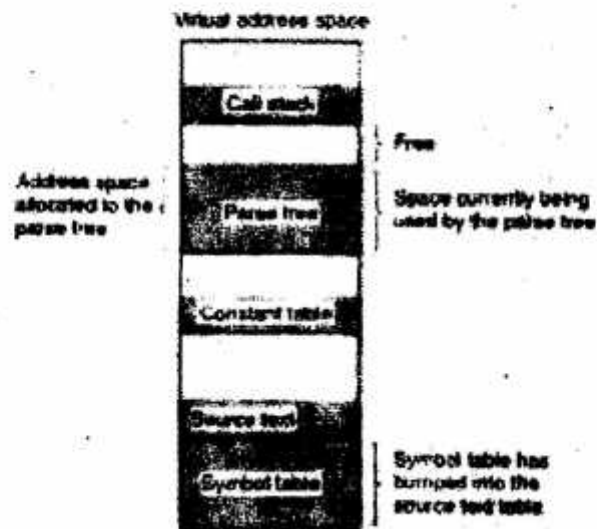 Virtual address space
Call stack
Free
Address space
allocated to the
parse tree
Parse tree
Space currently being
used by the parse tree
Constant table
Source text
Symbol table
Symbol table has
bumped into the
source text table